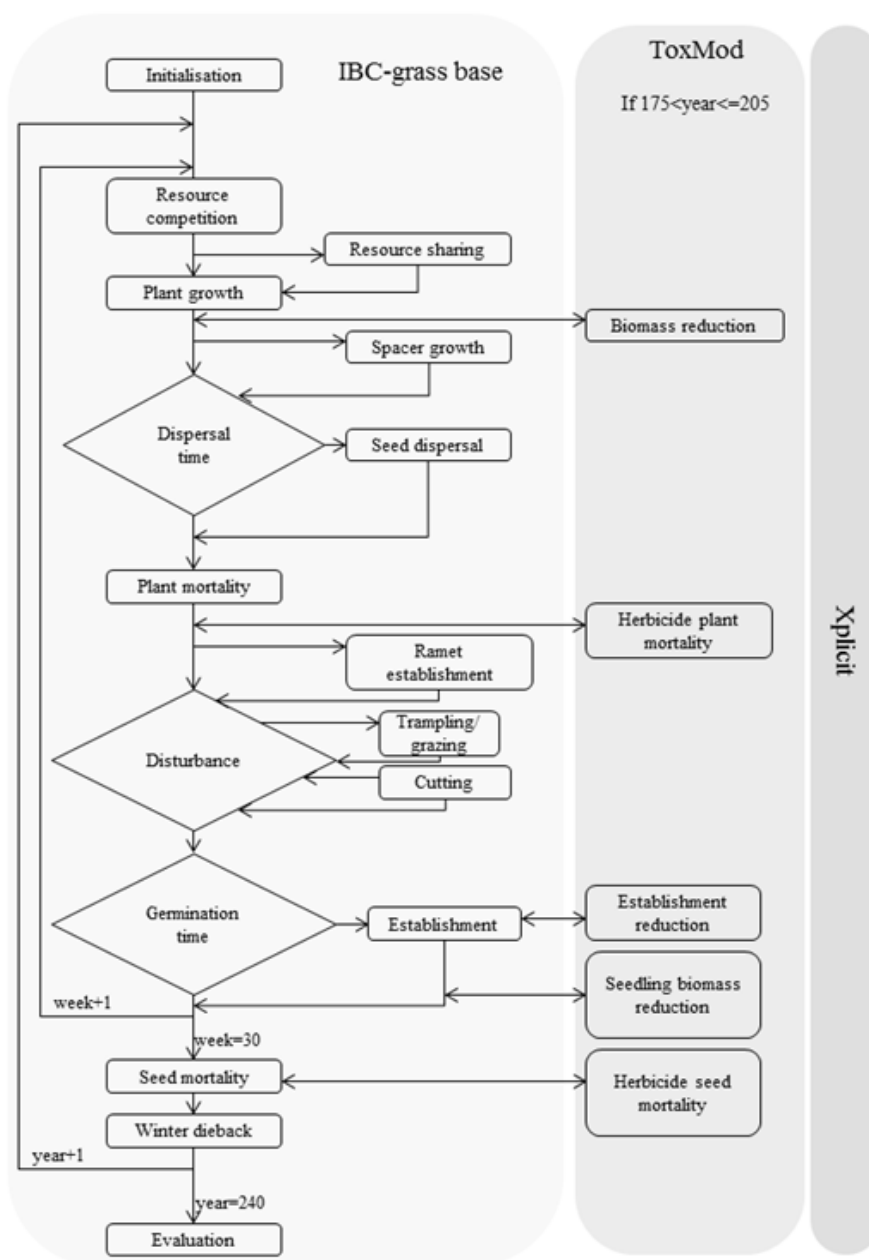 IBC-grass base
ToxMod
If 175<year<=205
Xplicit
Initialisation
Resource
competition
Resource sharing
Plant growth
Biomass reduction
Spacer growth
Dispersal
time
Seed dispersal
Plant mortality
Herbicide plant
mortality
Ramet
establishment
Trampling/
grazing
Disturbance
Cutting
Germination
time
Establishment
Establishment
reduction
Seedling biomass
reduction
week+1
week=30
Seed mortality
Herbicide seed
mortality
Winter dieback
year+1
year=240
Evaluation